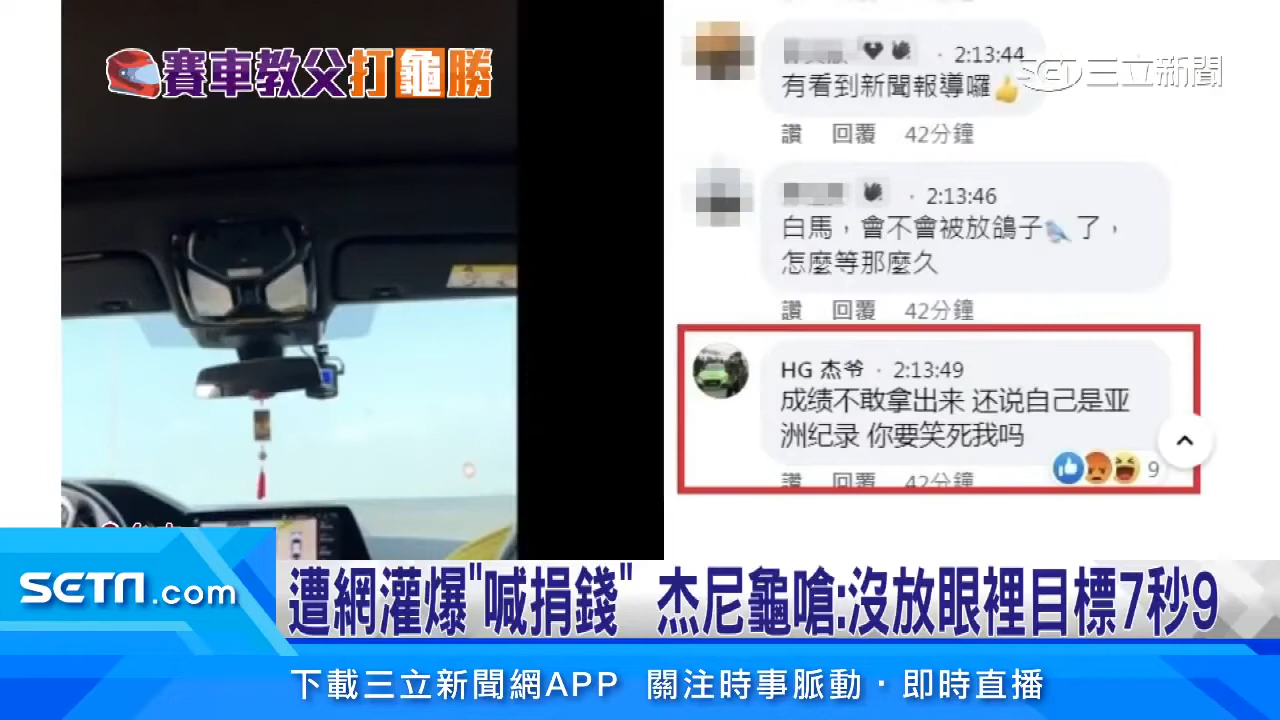 賽車教父打龜勝
SET三立新聞
2:13:44
有看到新聞報導囉
讚 回覆 42分鐘
2:13:46
白馬，會不會被放鴿子 了，
怎麼等那麼久
讚 回覆 42分鐘
HG 杰爷 · 2:13:49
成绩不敢拿出来 还说自己是亚
洲纪录 你要笑死我吗
9
讚 回覆 42分鐘
SETN.com
遭網灌爆"喊捐錢" 杰尼龜嗆:沒放眼裡目標7秒9
下載三立新聞網APP 關注時事脈動·即時直播